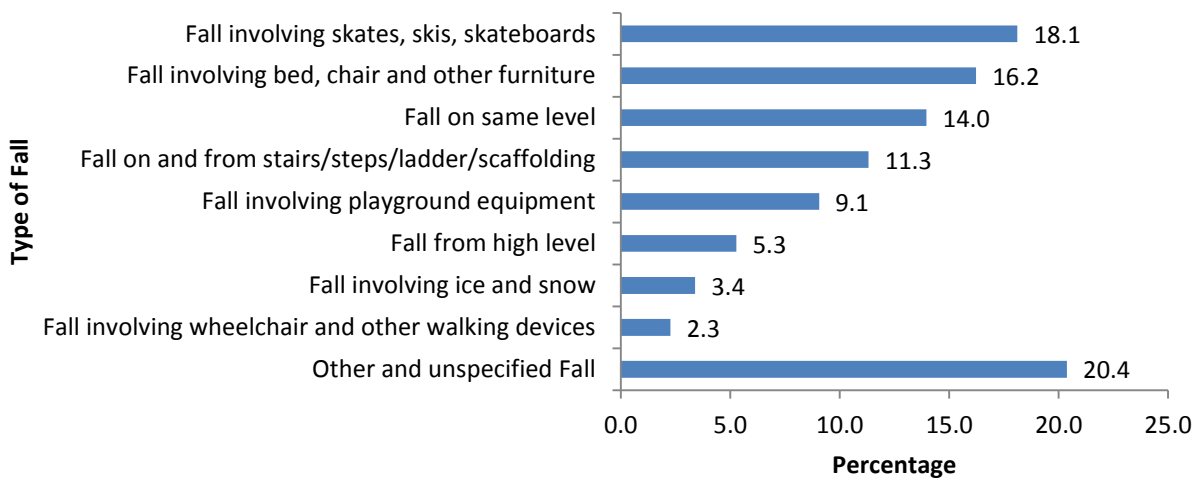 Type of Fall
Fall involving skates, skis, skateboards 18.1
Fall involving bed, chair and other furniture 16.2
Fall on same level 14.0
Fall on and from stairs/steps/ladder/scaffolding 11.3
Fall involving playground equipment 9.1
Fall from high level 5.3
Fall involving ice and snow 3.4
Fall involving wheelchair and other walking devices 2.3
Other and unspecified Fall 20.4
0.0 5.0 10.0 15.0 20.0 25.0
Percentage